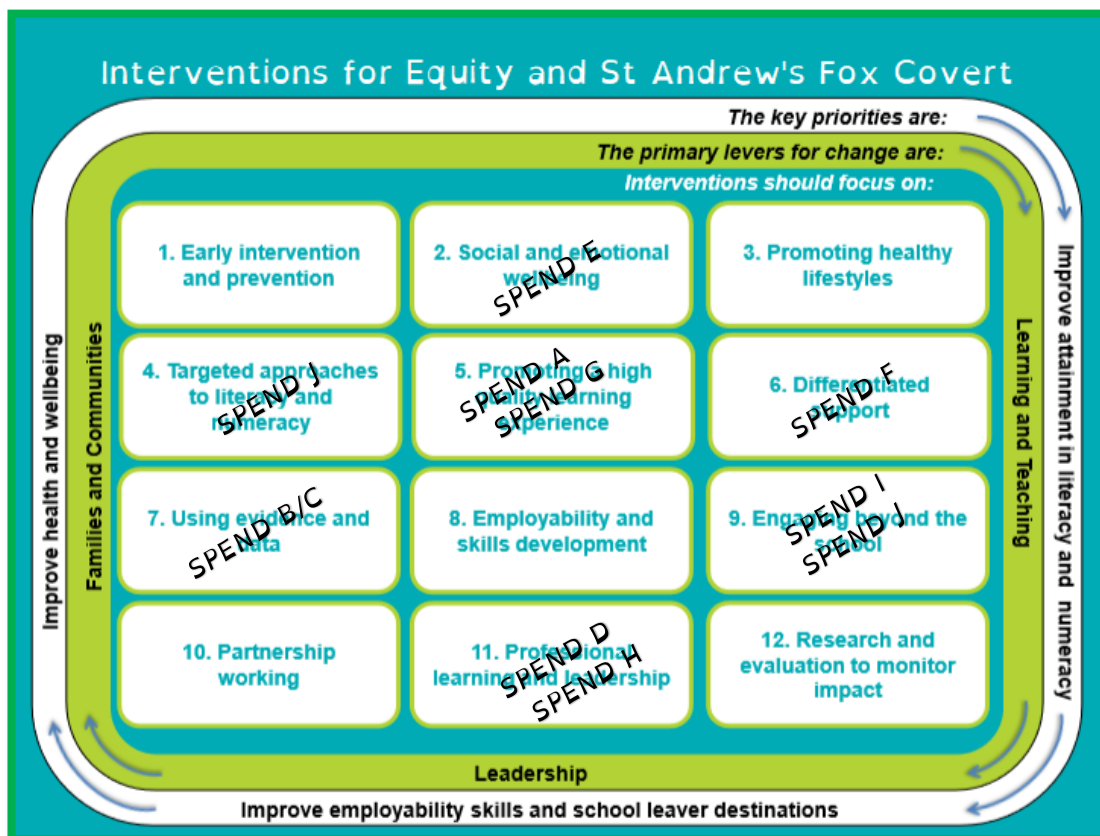 Interventions for Equity and St Andrew's Fox Covert
The key priorities are:
The primary levers for change are:
Interventions should focus on:
1. Early intervention
and prevention
2. Social and emotional
wellbeing
SPEND E
3. Promoting healthy
lifestyles
4. Targeted approaches
to literacy and
numeracy
SPEND J
5. Promoting a high
quality learning
experience
SPEND A
SPEND G
6. Differentiated
support
SPEND F
7. Using evidence and
data
SPEND B/C
8. Employability and
skills development
9. Engaging beyond the
school
SPEND I
SPEND J
10. Partnership
working
11. Professional
learning and leadership
SPEND D
SPEND H
12. Research and
evaluation to monitor
impact
Improve health and wellbeing
Families and Communities
Learning and Teaching
Improve attainment in literacy and numeracy
Leadership
Improve employability skills and school leaver destinations